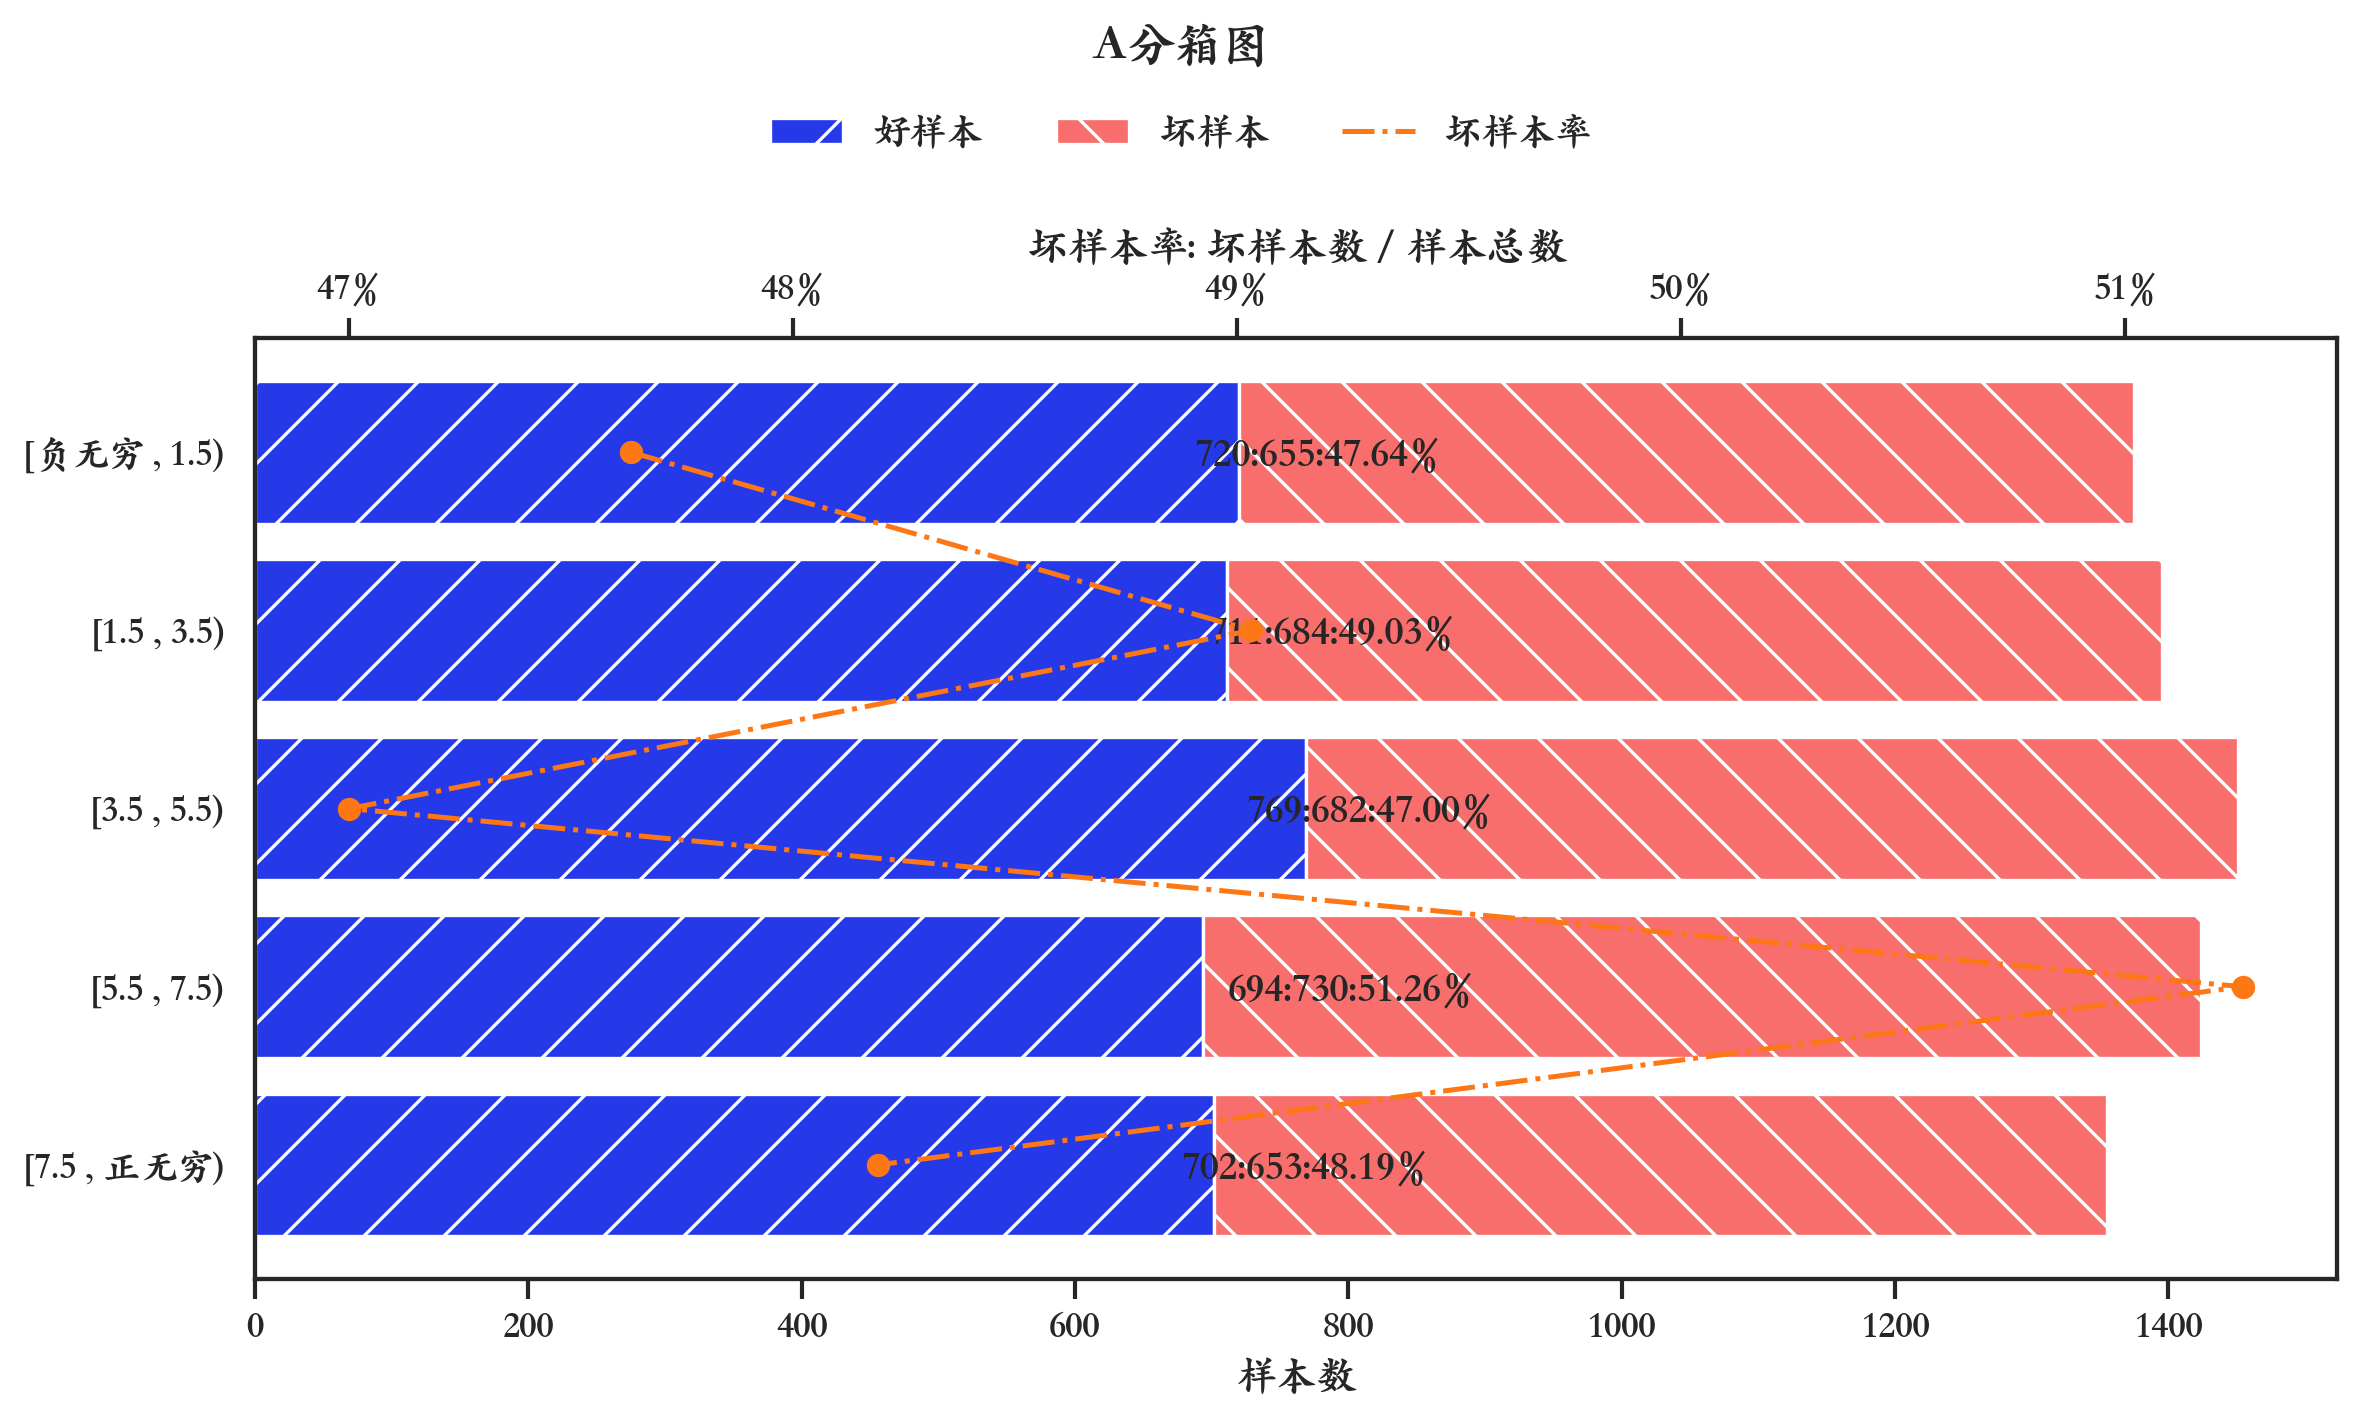 A分箱图
好样本 坏样本 坏样本率
坏样本率: 坏样本数 / 样本总数
47% 48% 49% 50% 51%
[负无穷 , 1.5) 720:655:47.64%
[1.5 , 3.5) 711:684:49.03%
[3.5 , 5.5) 769:682:47.00%
[5.5 , 7.5) 694:730:51.26%
[7.5 , 正无穷) 702:653:48.19%
0 200 400 600 800 1000 1200 1400
样本数